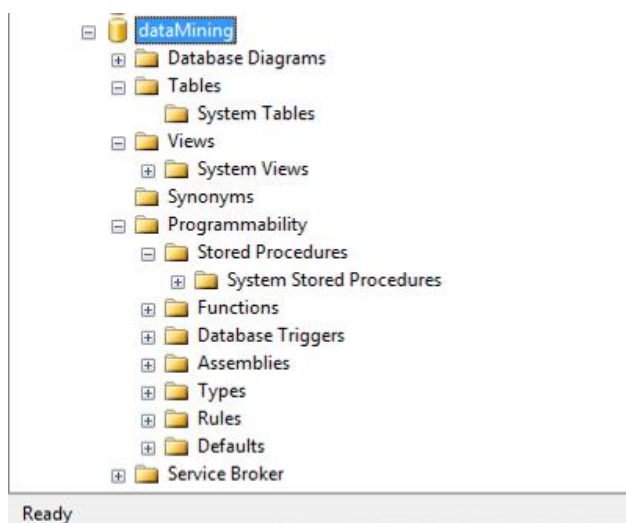 dataMining
Database Diagrams
Tables
System Tables
Views
System Views
Synonyms
Programmability
Stored Procedures
System Stored Procedures
Functions
Database Triggers
Assemblies
Types
Rules
Defaults
Service Broker
Ready